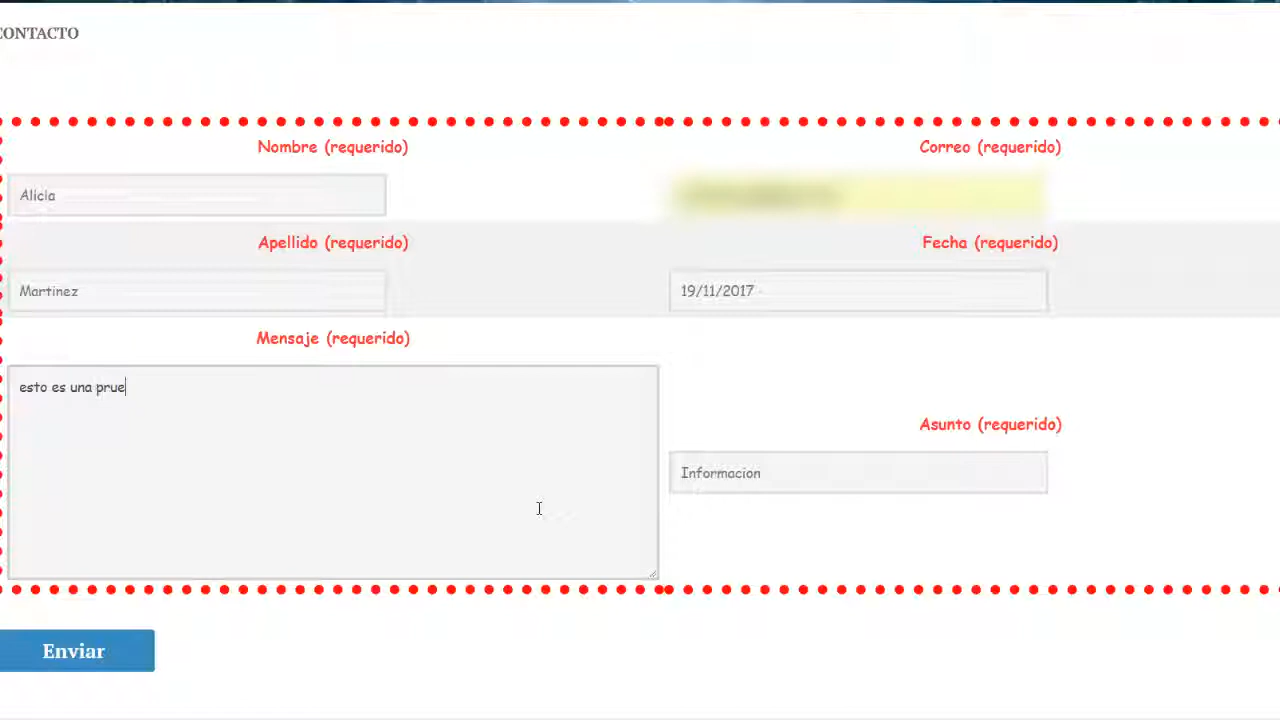 CONTACTO
Nombre (requerido)
Correo (requerido)
Alicia
Apellido (requerido)
Fecha (requerido)
Martinez
19/11/2017
Mensaje (requerido)
esto es una prue
Asunto (requerido)
Informacion
Enviar